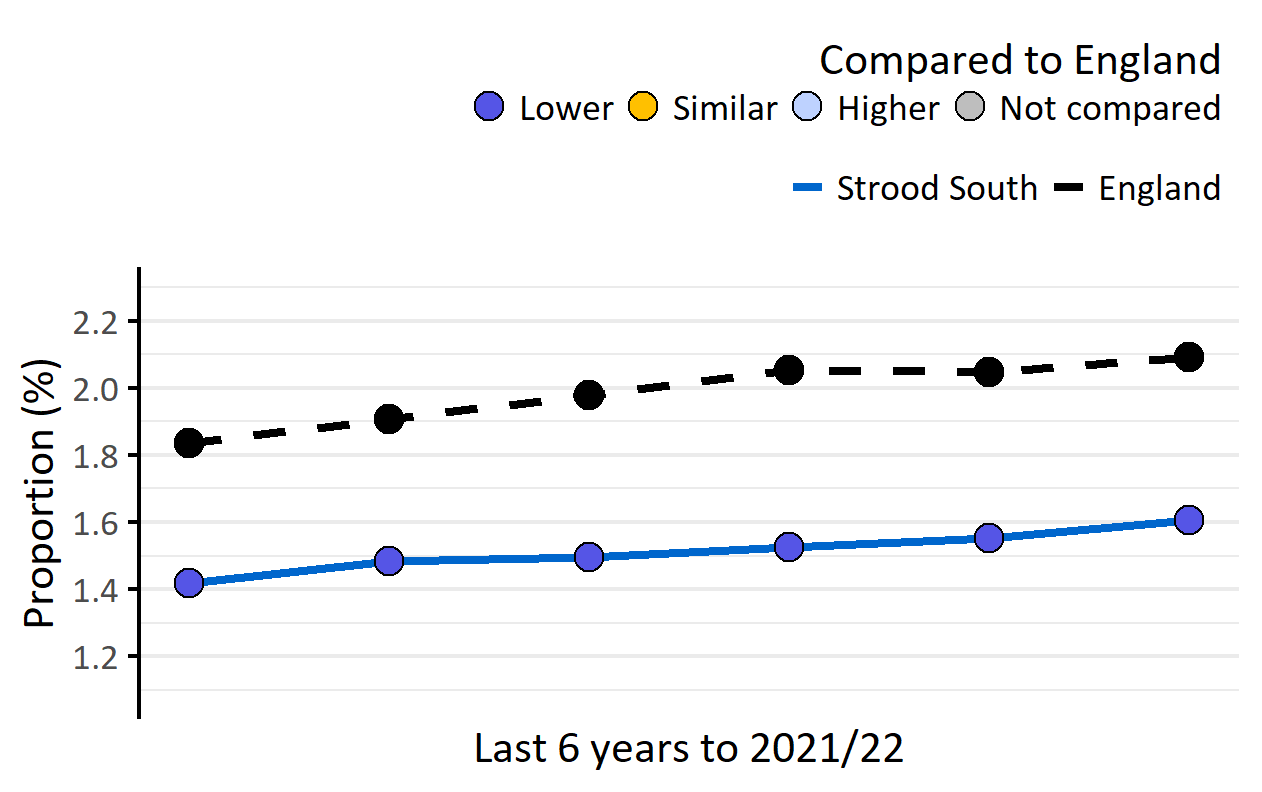 Compared to England
Lower Similar Higher Not compared
Strood South England
Proportion (%)
2.2
2.0
1.8
1.6
1.4
1.2
Last 6 years to 2021/22